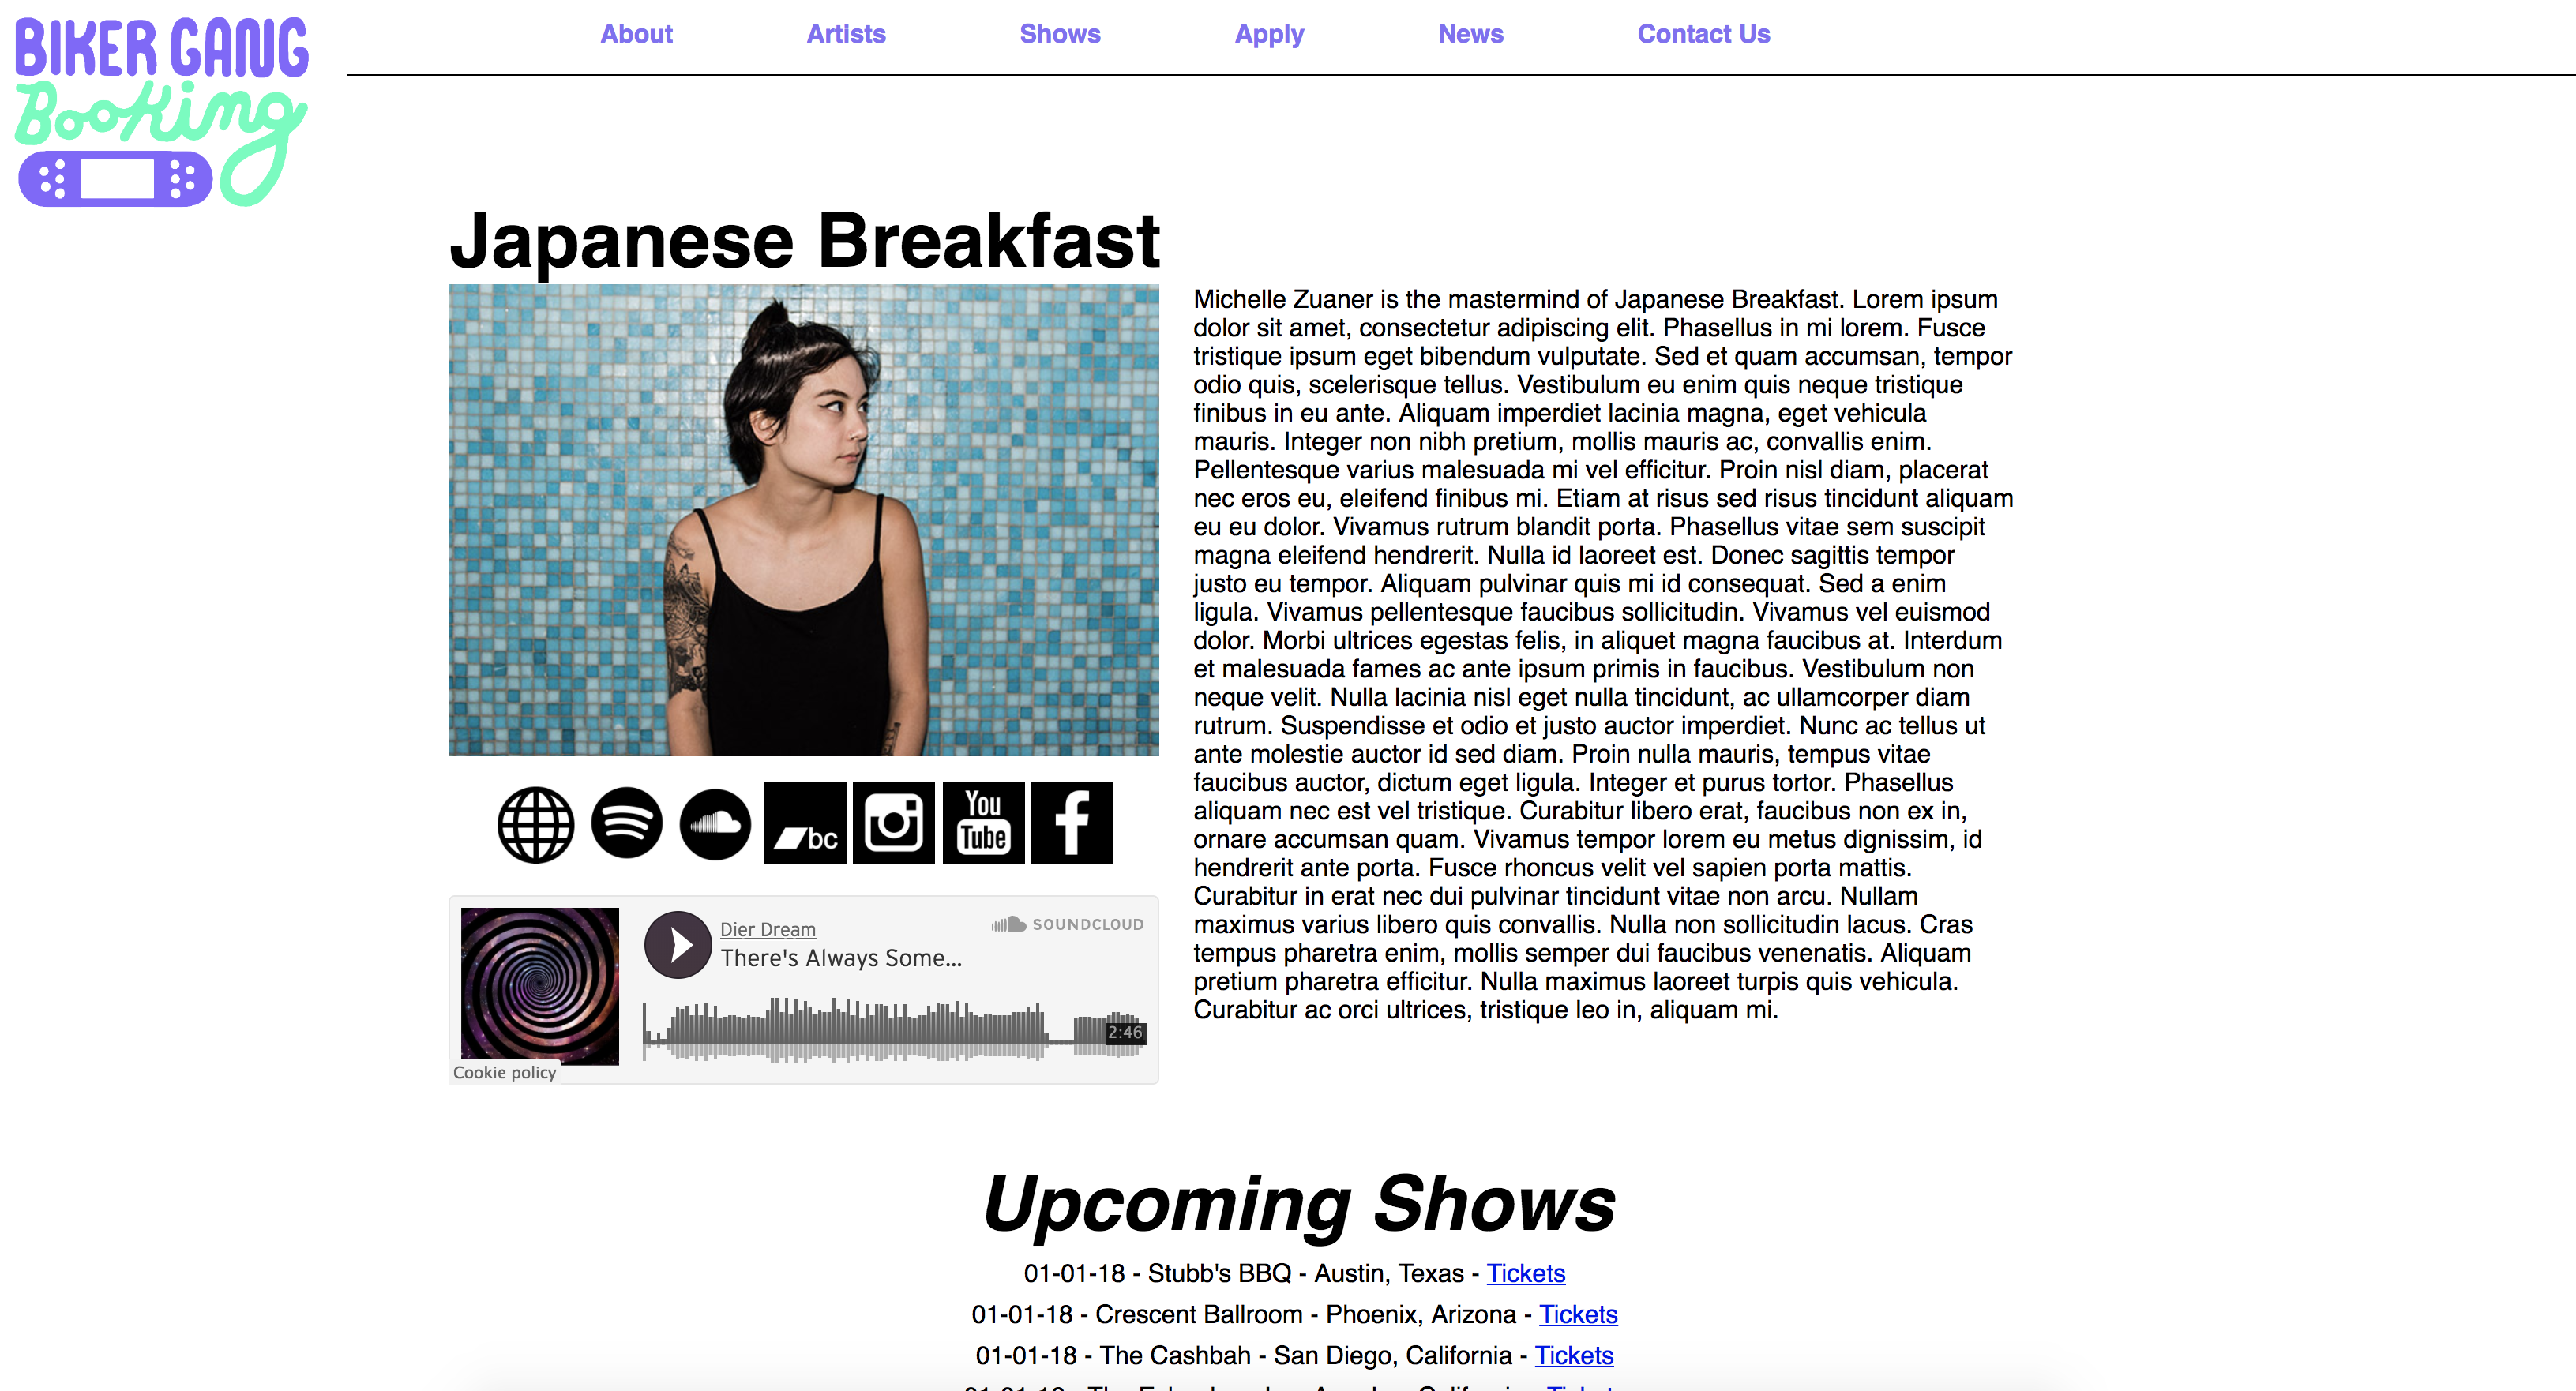 BIKER GANG
Booking
About Artists Shows Apply News Contact Us
Japanese Breakfast
Michelle Zuaner is the mastermind of Japanese Breakfast. Lorem ipsum
dolor sit amet, consectetur adipiscing elit. Phasellus in mi lorem. Fusce
tristique ipsum eget bibendum vulputate. Sed et quam accumsan, tempor
odio quis, scelerisque tellus. Vestibulum eu enim quis neque tristique
finibus in eu ante. Aliquam imperdiet lacinia magna, eget vehicula
mauris. Integer non nibh pretium, mollis mauris ac, convallis enim.
Pellentesque varius malesuada mi vel efficitur. Proin nisl diam, placerat
nec eros eu, eleifend finibus mi. Etiam at risus sed risus tincidunt aliquam
eu eu dolor. Vivamus rutrum blandit porta. Phasellus vitae sem suscipit
magna eleifend hendrerit. Nulla id laoreet est. Donec sagittis tempor
justo eu tempor. Aliquam pulvinar quis mi id consequat. Sed a enim
ligula. Vivamus pellentesque faucibus sollicitudin. Vivamus vel euismod
dolor. Morbi ultrices egestas felis, in aliquet magna faucibus at. Interdum
et malesuada fames ac ante ipsum primis in faucibus. Vestibulum non
neque velit. Nulla lacinia nisl eget nulla tincidunt, ac ullamcorper diam
rutrum. Suspendisse et odio et justo auctor imperdiet. Nunc ac tellus ut
ante molestie auctor id sed diam. Proin nulla mauris, tempus vitae
faucibus auctor, dictum eget ligula. Integer et purus tortor. Phasellus
aliquam nec est vel tristique. Curabitur libero erat, faucibus non ex in,
ornare accumsan quam. Vivamus tempor lorem eu metus dignissim, id
hendrerit ante porta. Fusce rhoncus velit vel sapien porta mattis.
Curabitur in erat nec dui pulvinar tincidunt vitae non arcu. Nullam
maximus varius libero quis convallis. Nulla non sollicitudin lacus. Cras
tempus pharetra enim, mollis semper dui faucibus venenatis. Aliquam
pretium pharetra efficitur. Nulla maximus laoreet turpis quis vehicula.
Curabitur ac orci ultrices, tristique leo in, aliquam mi.
bc
You
Tube
f
Dier Dream
SOUNDCLOUD
There's Always Some...
2:46
Cookie policy
Upcoming Shows
01-01-18 - Stubb's BBQ - Austin, Texas - Tickets
01-01-18 - Crescent Ballroom - Phoenix, Arizona - Tickets
01-01-18 - The Cashbah - San Diego, California - Tickets